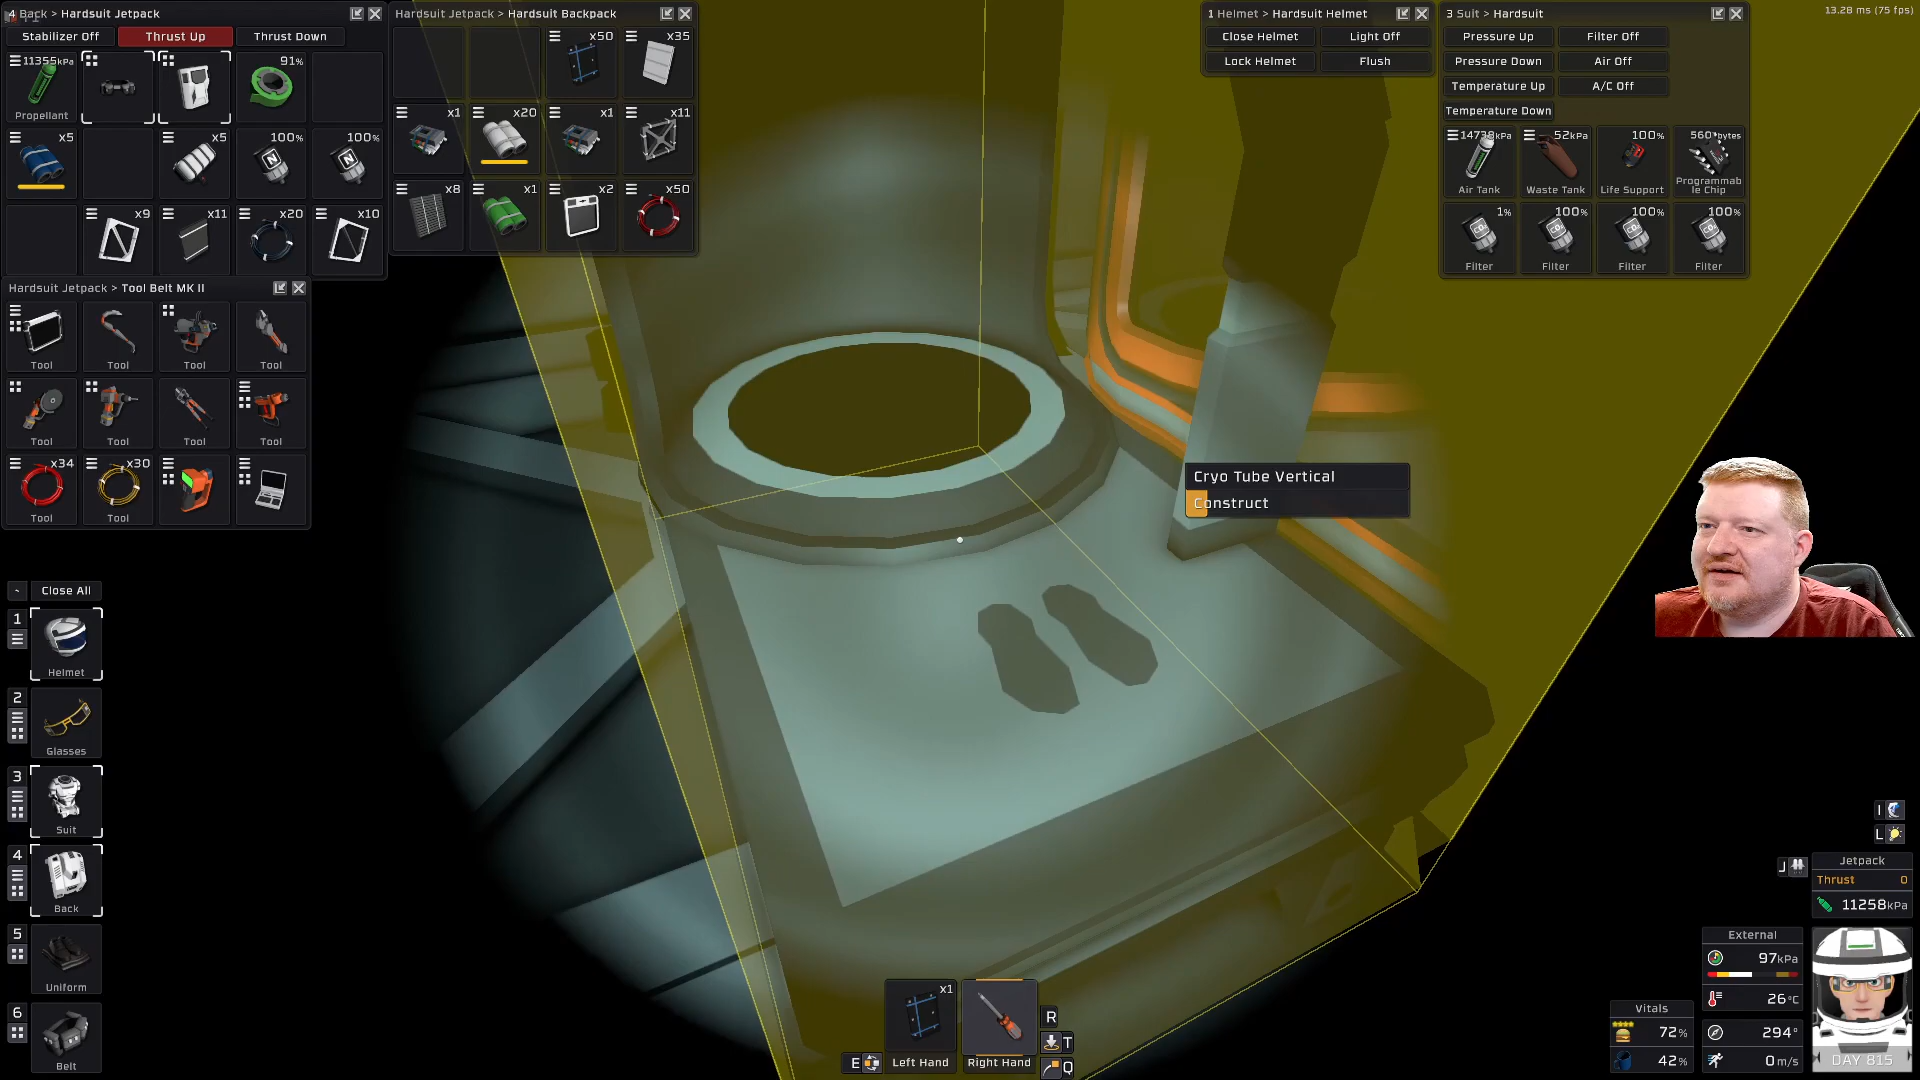 4 Back > Hardsuit Jetpack
Stabilizer Off
Thrust Up
Thrust Down
11355kPa
Propellant
91%
x5
x5
100%
100%
x9
x11
x20
x10
Hardsuit Jetpack > Hardsuit Backpack
x50
x35
x1
x20
x1
x11
x8
x1
x2
x50
Hardsuit Jetpack > Tool Belt MK II
Tool
Tool
Tool
Tool
Tool
Tool
Tool
Tool
x34
Tool
x30
Tool
1 Helmet > Hardsuit Helmet
Close Helmet
Light Off
Lock Helmet
Flush
3 Suit > Hardsuit
Pressure Up
Filter Off
Pressure Down
Air Off
Temperature Up
A/C Off
Temperature Down
52kPa
100%
Air Tank
Waste Tank
Life Support
Programmab
le Chip
1%
100%
100%
100%
Filter
Filter
Filter
Filter
13.28 ms (75 fps)
Cryo Tube Vertical
Construct
~
Close All
1
Helmet
2
Glasses
3
Suit
4
Back
5
Uniform
6
Belt
x1
Left Hand
Right Hand
E
R
T
Q
I
L
J
Jetpack
Thrust 0
11258kPa
External
97kPa
26°C
294°
0m/s
Vitals
72%
42%
DAY 815